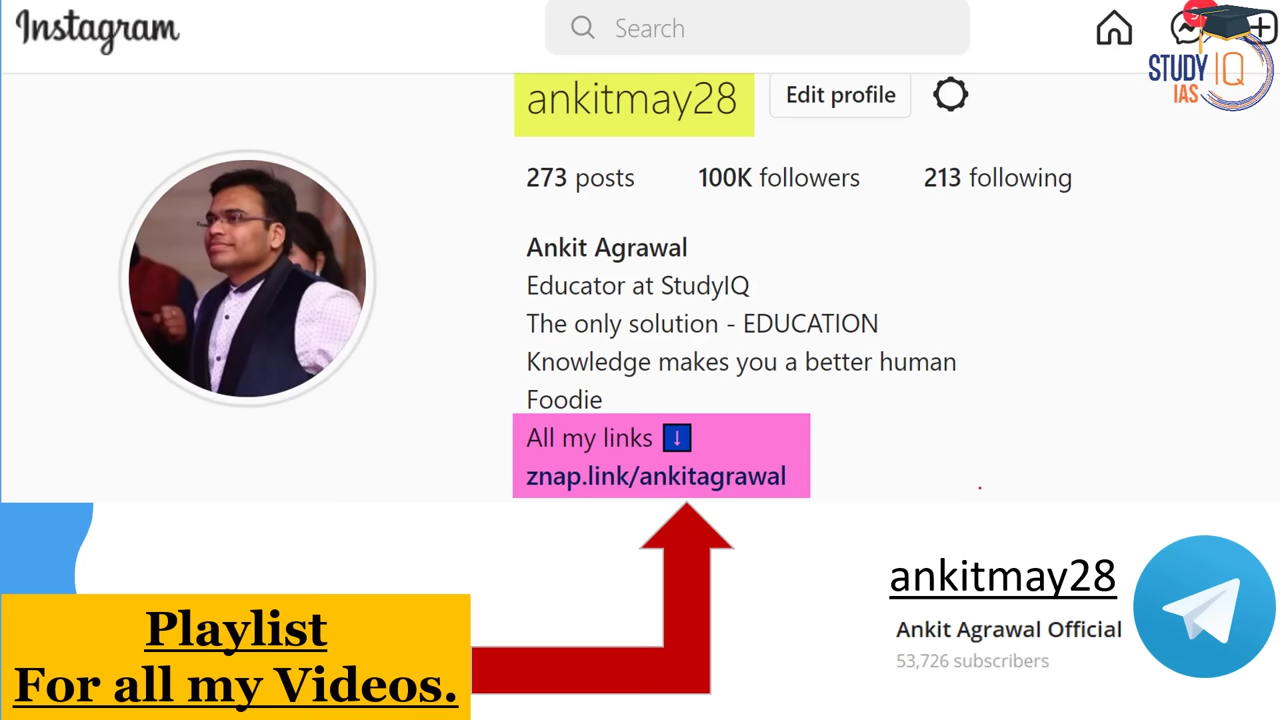 Instagram
Search
STUDY IQ
IAS
ankitmay28
Edit profile
273 posts 100K followers 213 following
Ankit Agrawal
Educator at StudyIQ
The only solution - EDUCATION
Knowledge makes you a better human
Foodie
All my links ↓
znap.link/ankitagrawal
Playlist
For all my Videos.
ankitmay28
Ankit Agrawal Official
53,726 subscribers